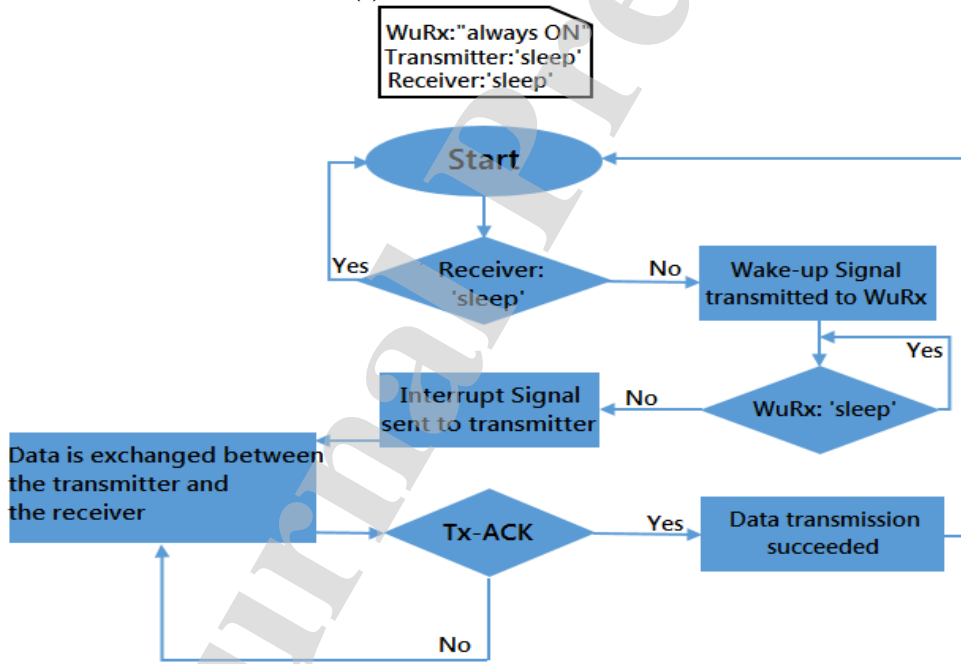 WuRx:"always ON"
Transmitter:'sleep'
Receiver:'sleep'
Start
Receiver:
'sleep'
Yes
No
Wake-up Signal
transmitted to WuRx
Yes
WuRx: 'sleep'
No
Interrupt Signal
sent to transmitter
Data is exchanged between
the transmitter and
the receiver
Tx-ACK
Yes
Data transmission
succeeded
No